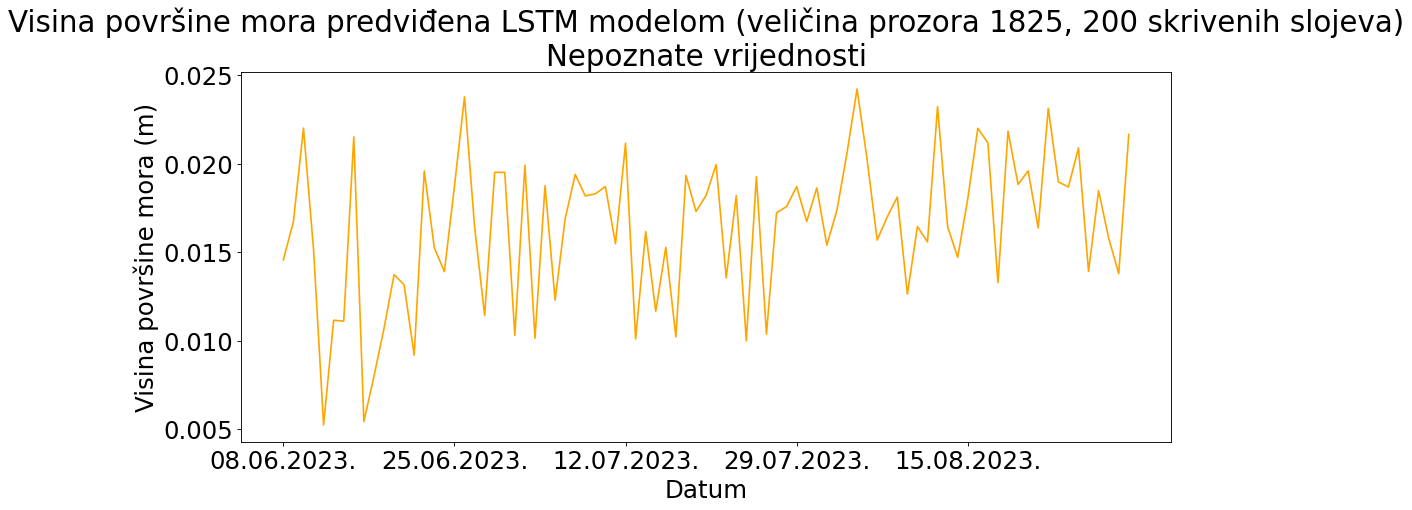 Visina površine mora predviđena LSTM modelom (veličina prozora 1825, 200 skrivenih slojeva)
Nepoznate vrijednosti
Visina površine mora (m)
0.025
0.020
0.015
0.010
0.005
08.06.2023. 25.06.2023. 12.07.2023. 29.07.2023. 15.08.2023.
Datum